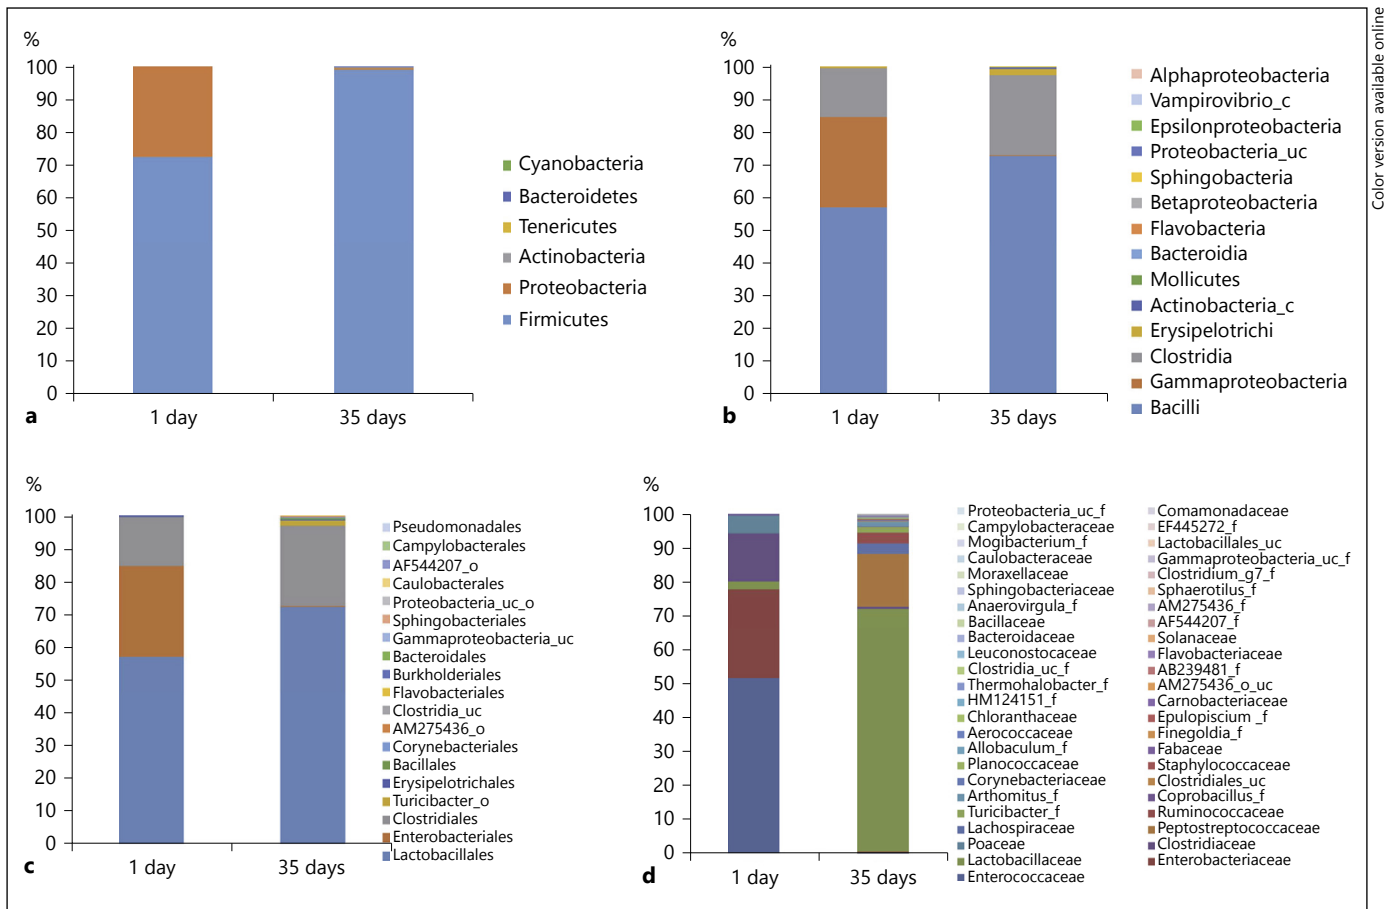 Color version available online
%
100
90
80
70
60
50
40
30
20
10
0
1 day
35 days
a
Cyanobacteria
Bacteroidetes
Tenericutes
Actinobacteria
Proteobacteria
Firmicutes
%
100
90
80
70
60
50
40
30
20
10
0
1 day
35 days
b
Alphaproteobacteria
Vampirovibrio_c
Epsilonproteobacteria
Proteobacteria_uc
Sphingobacteria
Betaproteobacteria
Flavobacteria
Bacteroidia
Mollicutes
Actinobacteria_c
Erysipelotrichi
Clostridia
Gammaproteobacteria
Bacilli
%
100
90
80
70
60
50
40
30
20
10
0
1 day
35 days
c
Pseudomonadales
Campylobacterales
AF544207_o
Caulobacterales
Proteobacteria_uc_o
Sphingobacteriales
Gammaproteobacteria_uc
Bacteroidales
Burkholderiales
Flavobacteriales
Clostridia_uc
AM275436_o
Corynebacteriales
Bacillales
Erysipelotrichales
Turicibacter_o
Clostridiales
Enterobacteriales
Lactobacillales
%
100
90
80
70
60
50
40
30
20
10
0
1 day
35 days
d
Proteobacteria_uc_f
Campylobacteraceae
Mogibacterium_f
Caulobacteraceae
Moraxellaceae
Sphingobacteriaceae
Anaerovirgula_f
Bacillaceae
Bacteroidaceae
Leuconostocaceae
Clostridia_uc_f
Thermohalobacter_f
HM124151_f
Chloranthaceae
Aerococcaceae
Allobaculum_f
Planococcaceae
Corynebacteriaceae
Arthomitus_f
Turicibacter_f
Lachospiraceae
Poaceae
Lactobacillaceae
Enterococcaceae
Comamonadaceae
EF445272_f
Lactobacillales_uc
Gammaproteobacteria_uc_f
Clostridium_g7_f
Sphaerotilus_f
AM275436_f
AF544207_f
Solanaceae
Flavobacteriaceae
AB239481_f
AM275436_o_uc
Carnobacteriaceae
Epulopiscium _f
Finegoldia_f
Fabaceae
Staphylococcaceae
Clostridiales_uc
Coprobacillus_f
Ruminococcaceae
Peptostreptococcaceae
Clostridiaceae
Enterobacteriaceae